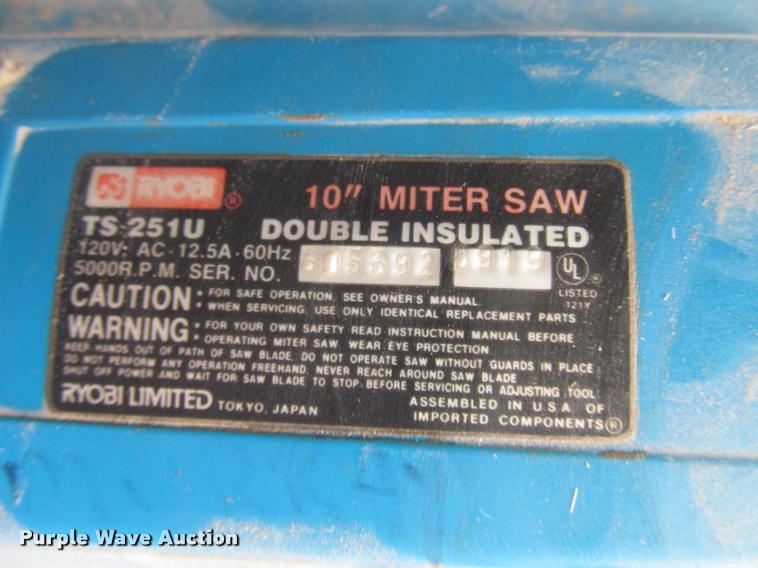 RYOBI®
10" MITER SAW
TS-251U DOUBLE INSULATED
120V: AC · 12.5A · 60Hz
5000R.P.M. SER. NO. 605692 0919
UL ®
LISTED
121Y
CAUTION: FOR SAFE OPERATION, SEE OWNER'S MANUAL.
WHEN SERVICING, USE ONLY IDENTICAL REPLACEMENT PARTS
WARNING: FOR YOUR OWN SAFETY READ INSTRUCTION MANUAL BEFORE
OPERATING MITER SAW. WEAR EYE PROTECTION.
KEEP HANDS OUT OF PATH OF SAW BLADE. DO NOT OPERATE SAW WITHOUT GUARDS IN PLACE
DO NOT PERFORM ANY OPERATION FREEHAND. NEVER REACH AROUND SAW BLADE
SHUT OFF POWER AND WAIT FOR SAW BLADE TO STOP BEFORE SERVICING OR ADJUSTING TOOL
RYOBI LIMITED TOKYO, JAPAN
ASSEMBLED IN U.S.A. OF
IMPORTED COMPONENTS ®
Purple Wave Auction